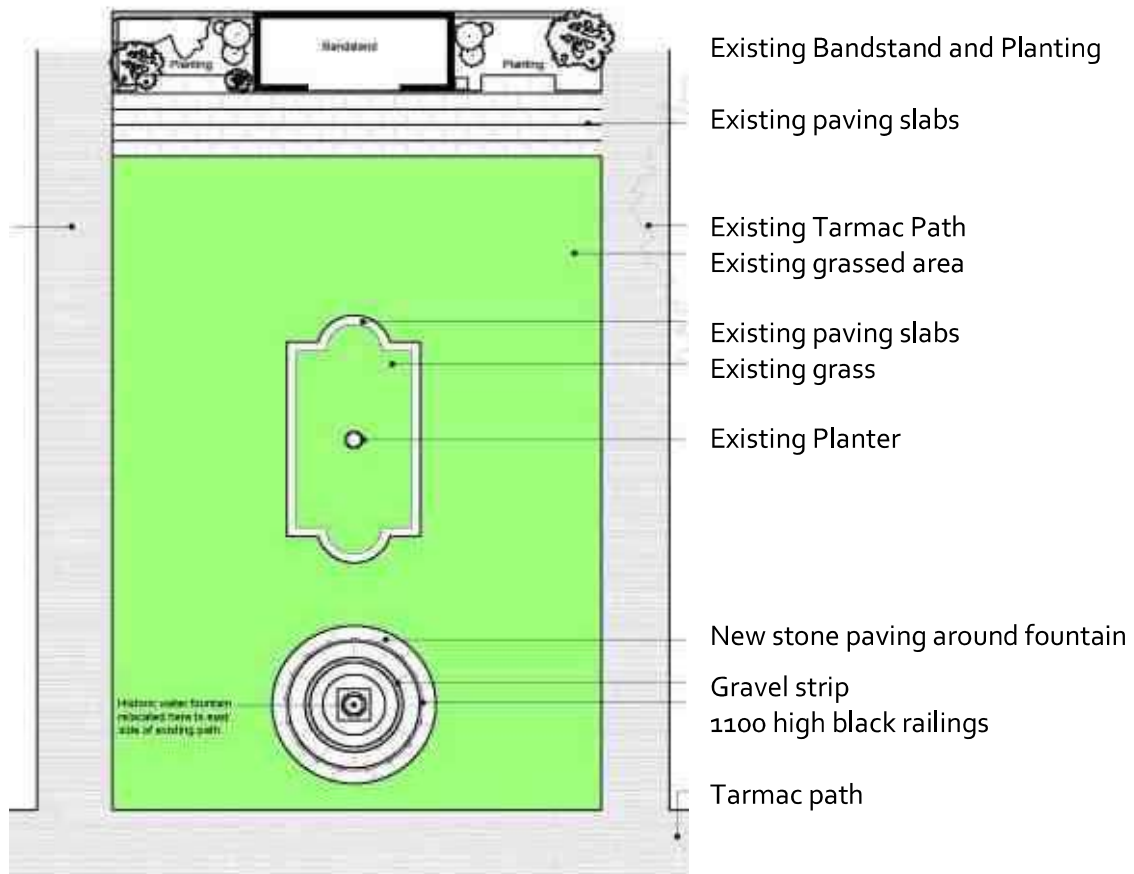 Bandstand
Planting
Planting
Existing Bandstand and Planting
Existing paving slabs
Existing Tarmac Path
Existing grassed area
Existing paving slabs
Existing grass
Existing Planter
New stone paving around fountain
Gravel strip
1100 high black railings
Tarmac path
Historic water fountain
relocated here to east
side of existing path